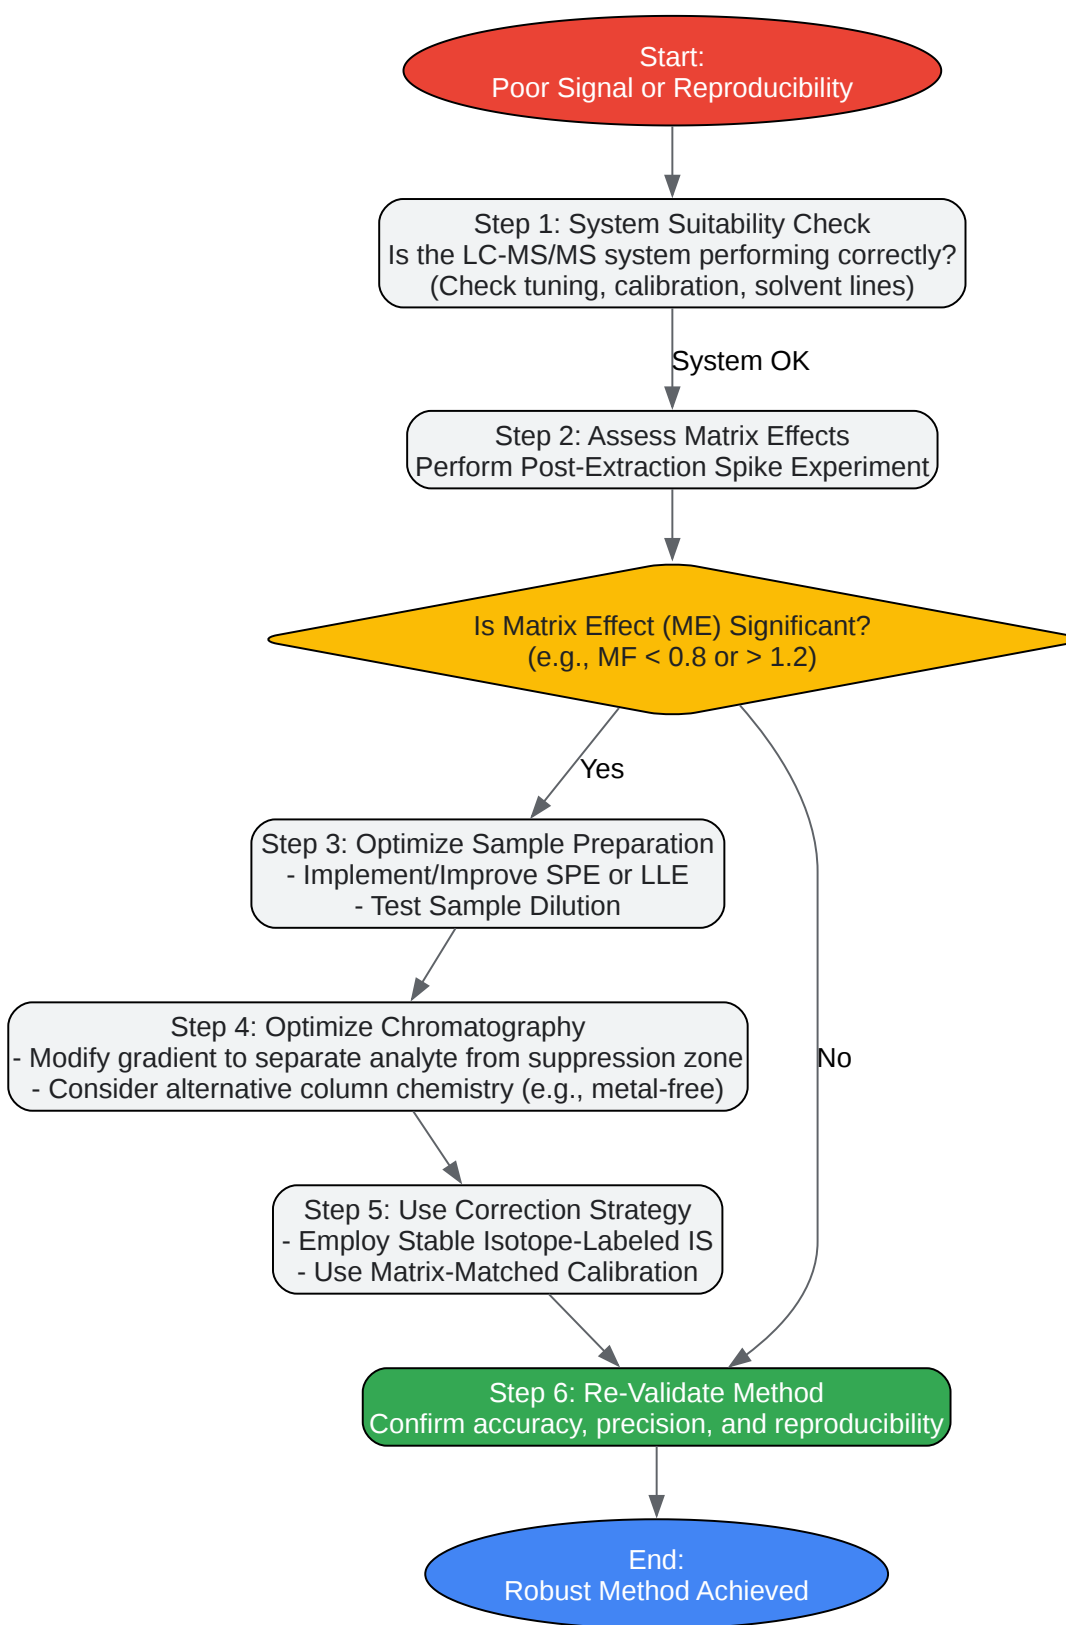 Start:
Poor Signal or Reproducibility
Step 1: System Suitability Check
Is the LC-MS/MS system performing correctly?
(Check tuning, calibration, solvent lines)
System OK
Step 2: Assess Matrix Effects
Perform Post-Extraction Spike Experiment
Is Matrix Effect (ME) Significant?
(e.g., MF < 0.8 or > 1.2)
Yes
Step 3: Optimize Sample Preparation
- Implement/Improve SPE or LLE
- Test Sample Dilution
Step 4: Optimize Chromatography
- Modify gradient to separate analyte from suppression zone
- Consider alternative column chemistry (e.g., metal-free)
No
Step 5: Use Correction Strategy
- Employ Stable Isotope-Labeled IS
- Use Matrix-Matched Calibration
Step 6: Re-Validate Method
Confirm accuracy, precision, and reproducibility
End:
Robust Method Achieved